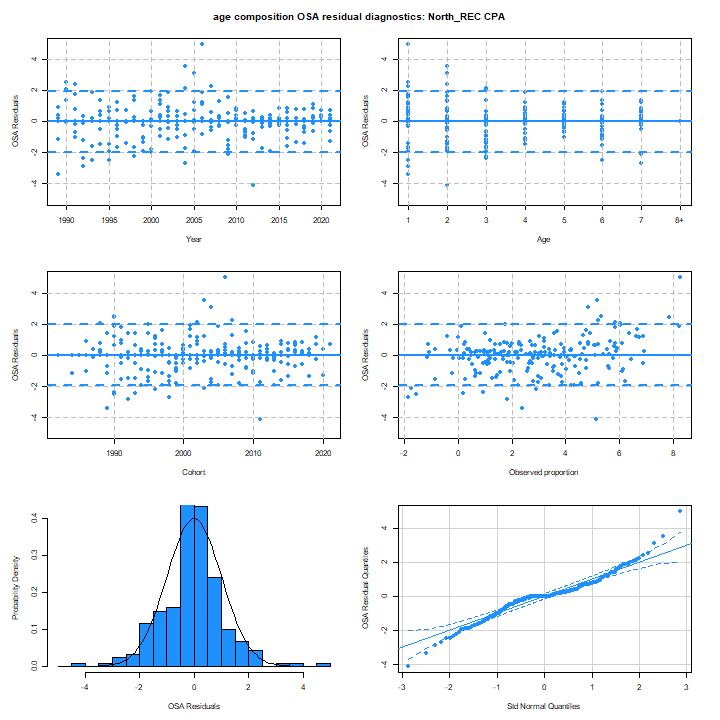 age composition OSA residual diagnostics: North_REC CPA
OSA Residuals
4
2
0
-2
-4
1990 1995 2000 2005 2010 2015 2020
Year
OSA Residuals
4
2
0
-2
-4
1 2 3 4 5 6 7 8+
Age
OSA Residuals
4
2
0
-2
-4
1990 2000 2010 2020
Cohort
OSA Residuals
4
2
0
-2
-4
-2 0 2 4 6 8
Observed proportion
Probability Density
0.4
0.3
0.2
0.1
0.0
-4 -2 0 2 4
OSA Residuals
OSA Residual Quantiles
4
2
0
-2
-4
-3 -2 -1 0 1 2 3
Std Normal Quantiles